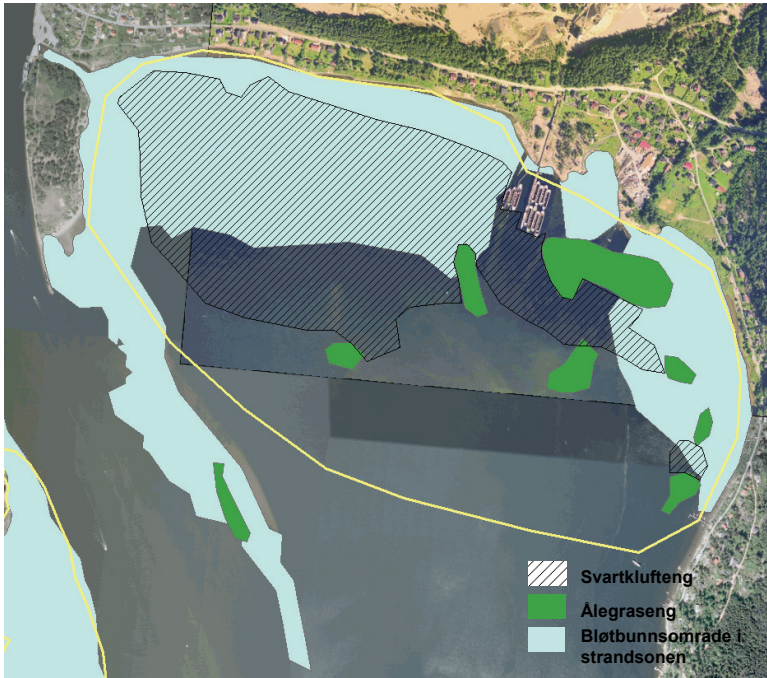 Svartklufteng
Ålegraseng
Bløtbunnsområde i
strandsonen